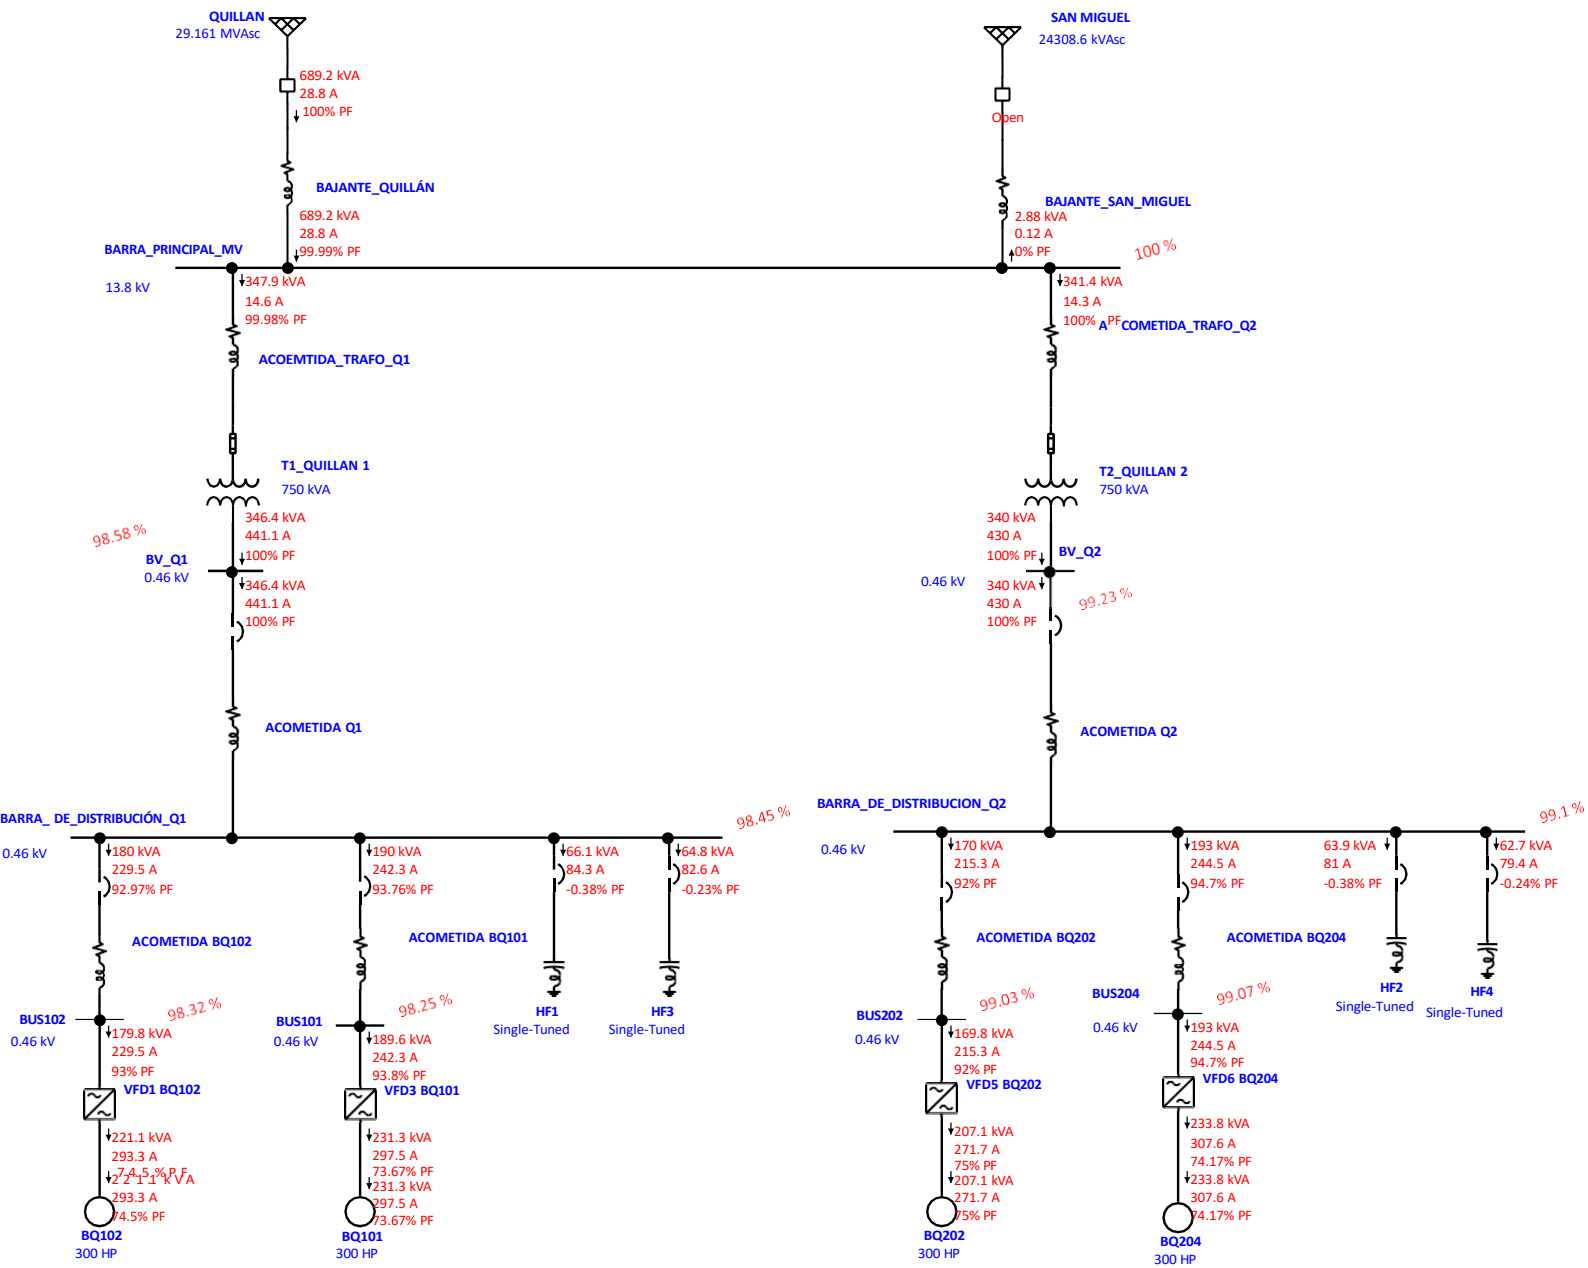 QUILLAN
29.161 MVAsc
689.2 kVA
28.8 A
100% PF
BAJANTE_QUILLÁN
689.2 kVA
28.8 A
99.99% PF
SAN MIGUEL
24308.6 kVAsc
Open
BAJANTE_SAN_MIGUEL
2.88 kVA
0.12 A
0% PF
100 %
BARRA_PRINCIPAL_MV
13.8 kV
347.9 kVA
14.6 A
99.98% PF
ACOEMTIDA_TRAFO_Q1
341.4 kVA
14.3 A
100% PF
A COMETIDA_TRAFO_Q2
T1_QUILLAN 1
750 kVA
346.4 kVA
441.1 A
100% PF
98.58 %
BV_Q1
0.46 kV
346.4 kVA
441.1 A
100% PF
ACOMETIDA Q1
T2_QUILLAN 2
750 kVA
340 kVA
430 A
100% PF
BV_Q2
0.46 kV
340 kVA
430 A
100% PF
99.23 %
ACOMETIDA Q2
BARRA_ DE_DISTRIBUCIÓN_Q1
0.46 kV
98.45 %
180 kVA
229.5 A
92.97% PF
190 kVA
242.3 A
93.76% PF
66.1 kVA
84.3 A
-0.38% PF
64.8 kVA
82.6 A
-0.23% PF
ACOMETIDA BQ102
ACOMETIDA BQ101
HF1
Single-Tuned
HF3
Single-Tuned
98.32 %
BUS102
0.46 kV
179.8 kVA
229.5 A
93% PF
VFD1 BQ102
221.1 kVA
293.3 A
74.5 % P F
2 2 1.1 k V A
293.3 A
74.5% PF
BQ102
300 HP
98.25 %
BUS101
0.46 kV
189.6 kVA
242.3 A
93.8% PF
VFD3 BQ101
231.3 kVA
297.5 A
73.67% PF
231.3 kVA
297.5 A
73.67% PF
BQ101
300 HP
BARRA_DE_DISTRIBUCION_Q2
0.46 kV
99.1 %
170 kVA
215.3 A
92% PF
193 kVA
244.5 A
94.7% PF
63.9 kVA
81 A
-0.38% PF
62.7 kVA
79.4 A
-0.24% PF
ACOMETIDA BQ202
ACOMETIDA BQ204
HF2
Single-Tuned
HF4
Single-Tuned
99.03 %
BUS202
0.46 kV
169.8 kVA
215.3 A
92% PF
VFD5 BQ202
207.1 kVA
271.7 A
75% PF
207.1 kVA
271.7 A
75% PF
BQ202
300 HP
99.07 %
BUS204
0.46 kV
193 kVA
244.5 A
94.7% PF
VFD6 BQ204
233.8 kVA
307.6 A
74.17% PF
233.8 kVA
307.6 A
74.17% PF
BQ204
300 HP